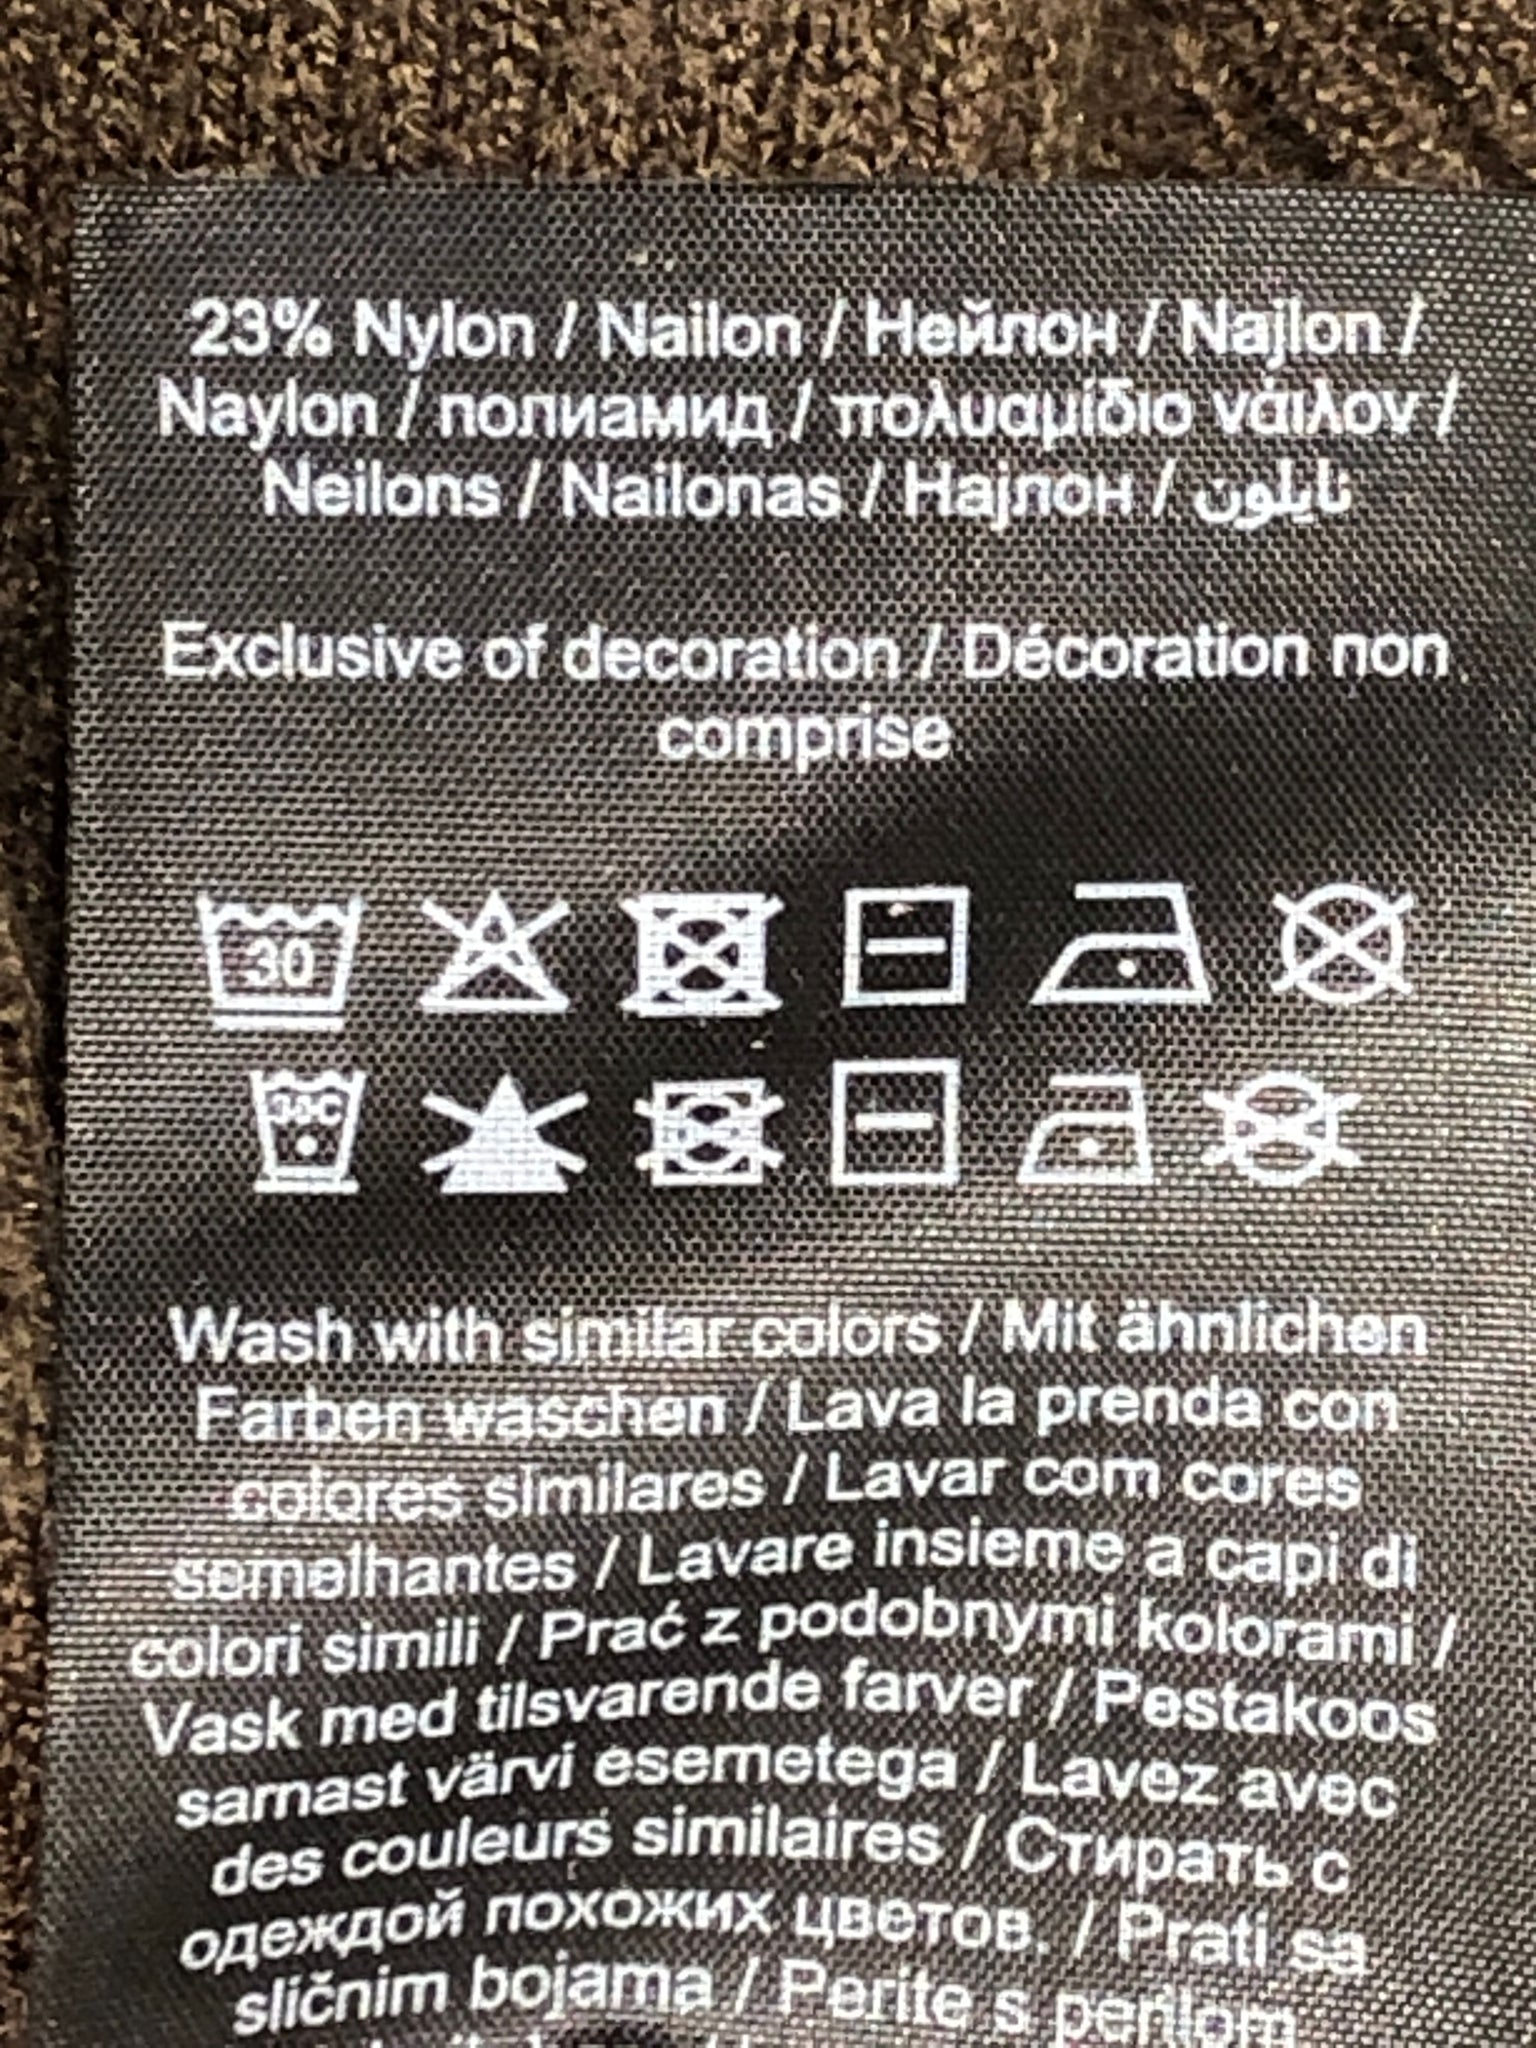 23% Nylon / Nailon / Нейлон / Najlon /
Naylon / полиамид / πολυαμίδιο νάιλον /
Neilons / Nailonas / Најлон / نايلون
Exclusive of decoration / Décoration non
comprise
30
30C
Wash with similar colors / Mit ähnlichen
Farben waschen / Lava la prenda con
colores similares / Lavar com cores
semelhantes / Lavare insieme a capi di
colori simili / Prać z podobnymi kolorami /
Vask med tilsvarende farver / Pestakoos
samast värvi esemetega / Lavez avec
des couleurs similaires / Стирать с
одеждой похожих цветов. / Prati sa
sličnim bojama / Perite s perilom